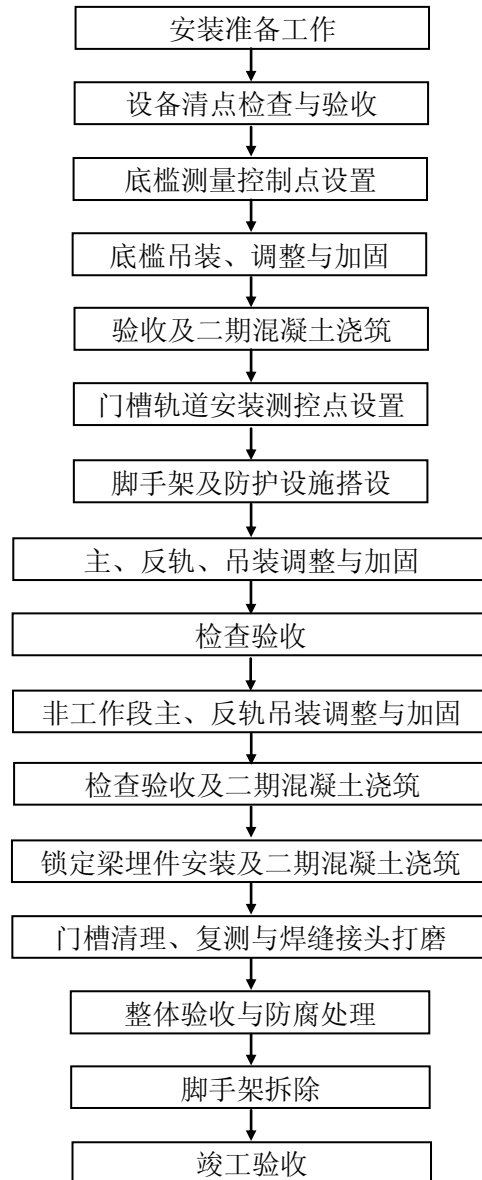 安装准备工作
设备清点检查与验收
底槛测量控制点设置
底槛吊装、调整与加固
验收及二期混凝土浇筑
门槽轨道安装测控点设置
脚手架及防护设施搭设
主、反轨、吊装调整与加固
检查验收
非工作段主、反轨吊装调整与加固
检查验收及二期混凝土浇筑
锁定梁埋件安装及二期混凝土浇筑
门槽清理、复测与焊缝接头打磨
整体验收与防腐处理
脚手架拆除
竣工验收